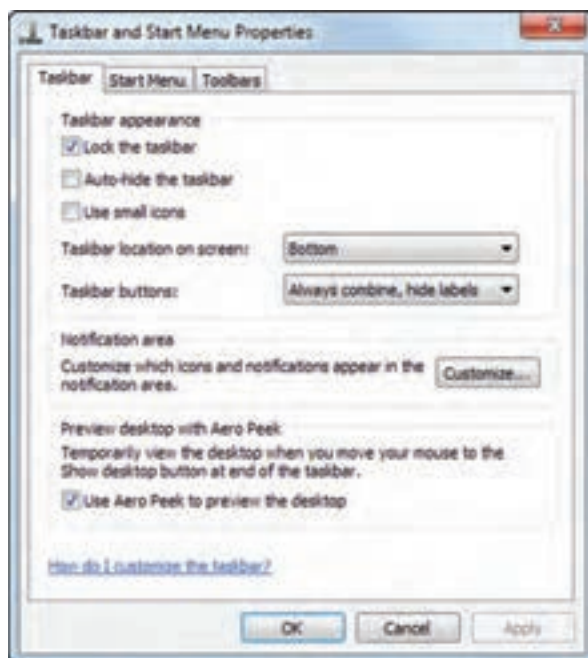 Taskbar and Start Menu Properties
Taskbar
Start Menu
Toolbars
Taskbar appearance
Lock the taskbar
Auto-hide the taskbar
Use small icons
Taskbar location on screen: Bottom
Taskbar buttons: Always combine, hide labels
Notification area
Customize which icons and notifications appear in the
notification area.
Customize...
Preview desktop with Aero Peek
Temporarily view the desktop when you move your mouse to the
Show desktop button at end of the taskbar.
Use Aero Peek to preview the desktop
How do I customize the taskbar?
OK
Cancel
Apply